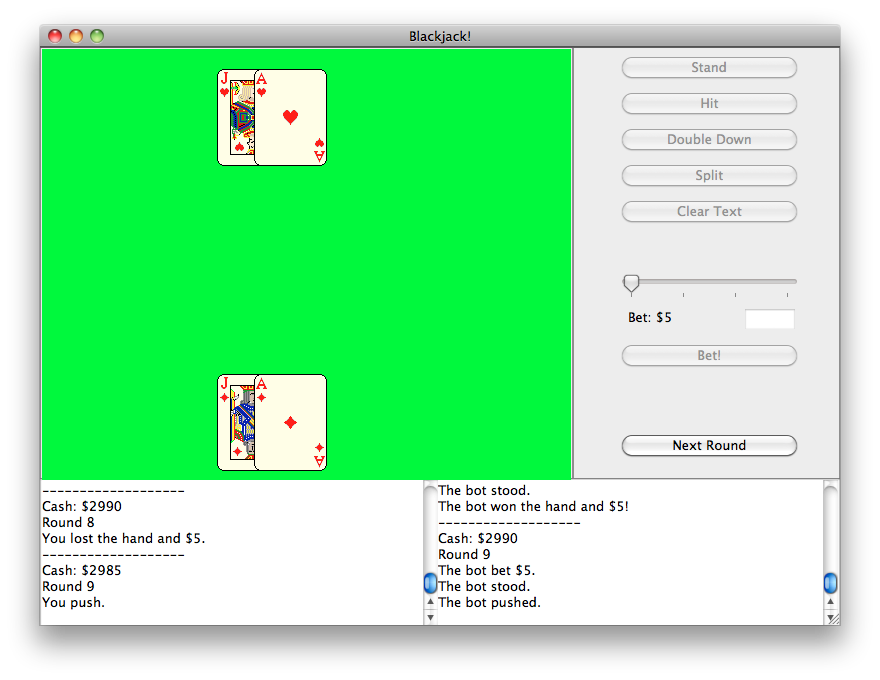 Blackjack!
J A
A
J A
A
Stand
Hit
Double Down
Split
Clear Text
Bet: $5
Bet!
Next Round
-------------------
Cash: $2990
Round 8
You lost the hand and $5.
-------------------
Cash: $2985
Round 9
You push.
The bot stood.
The bot won the hand and $5!
-------------------
Cash: $2990
Round 9
The bot bet $5.
The bot stood.
The bot pushed.